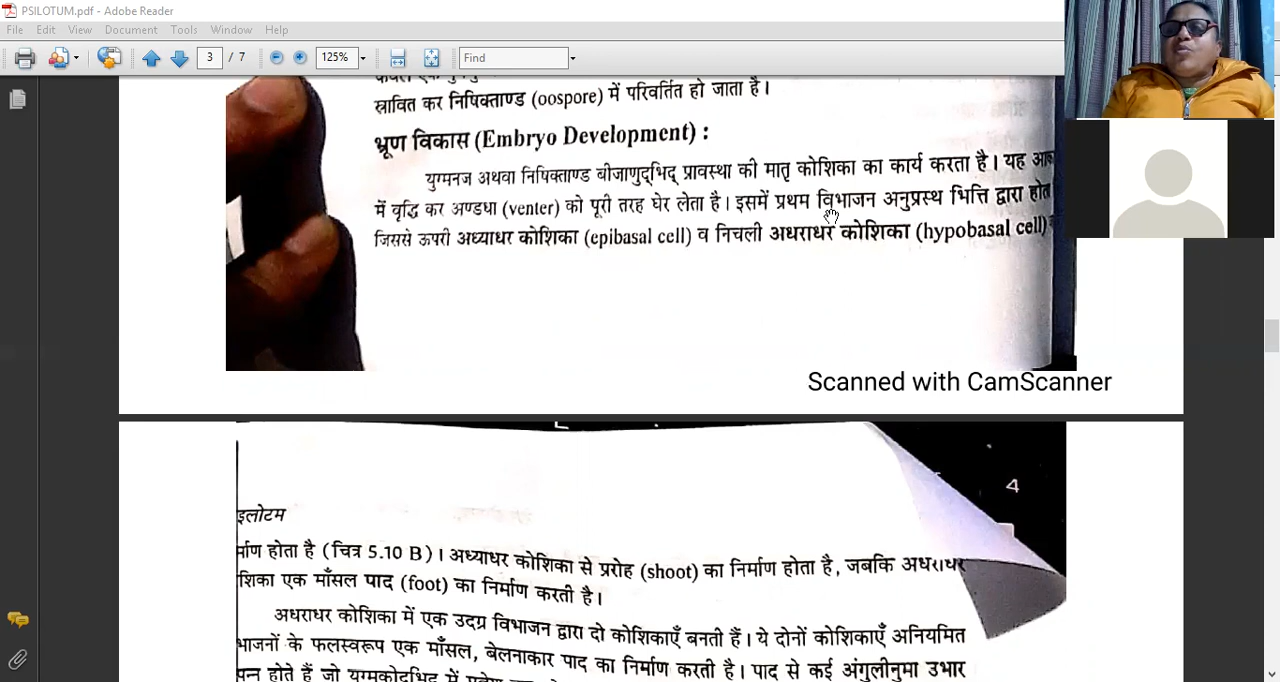 PSILOTUM.pdf - Adobe Reader
File Edit View Document Tools Window Help
3 / 7 125% Find
स्रावित कर निषिक्ताण्ड (oospore) में परिवर्तित हो जाता है।
भ्रूण विकास (Embryo Development) :
युग्मनज अथवा निषिक्ताण्ड बीजाणुद्भिद् प्रावस्था की मातृ कोशिका का कार्य करता है। यह
में वृद्धि कर अण्डधा (venter) को पूरी तरह घेर लेता है। इसमें प्रथम विभाजन अनुप्रस्थ भित्ति द्वारा
जिससे ऊपरी अध्याधर कोशिका (epibasal cell) व निचली अधराधर कोशिका (hypobasal cell)
Scanned with CamScanner
4
इलोटम
र्माण होता है (चित्र 5.10 B)। अध्याधर कोशिका से प्ररोह (shoot) का निर्माण होता है, जबकि अधराधर
शिका एक माँसल पाद (foot) का निर्माण करती है।
अधराधर कोशिका में एक उदग्र विभाजन द्वारा दो कोशिकाएँ बनती हैं। ये दोनों कोशिकाएँ अनियमित
भाजनों के फलस्वरूप एक माँसल, बेलनाकार पाद का निर्माण करती है। पाद से कई अंगुलीनुमा उभार
होते हैं जो